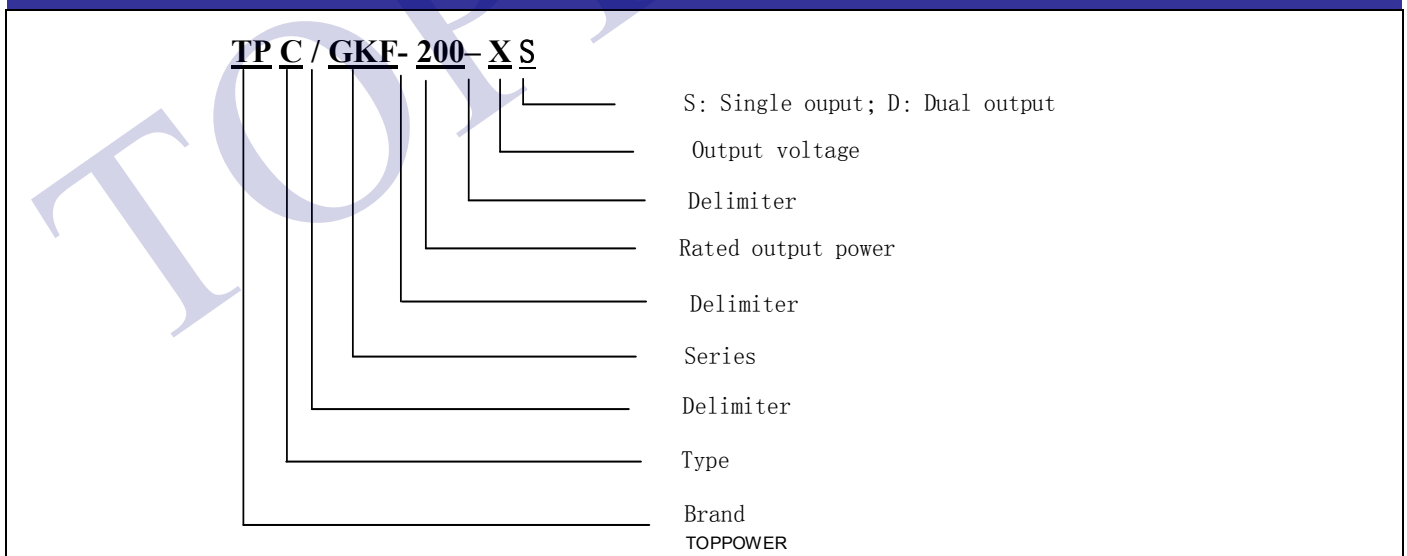 TP C / GKF- 200– X S
S: Single ouput; D: Dual output
Output voltage
Delimiter
Rated output power
Delimiter
Series
Delimiter
Type
Brand
TOPPOWER
TOP